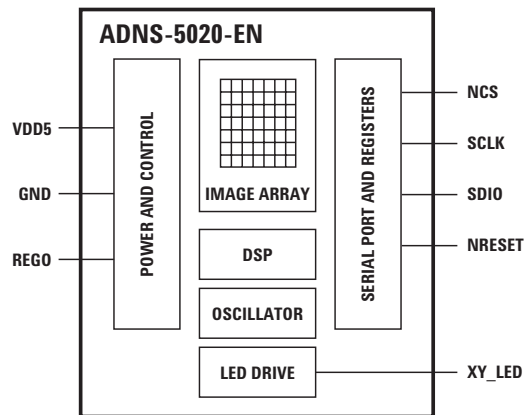 ADNS-5020-EN
VDD5
GND
REGO
POWER AND CONTROL
IMAGE ARRAY
DSP
OSCILLATOR
LED DRIVE
SERIAL PORT AND REGISTERS
NCS
SCLK
SDIO
NRESET
XY_LED